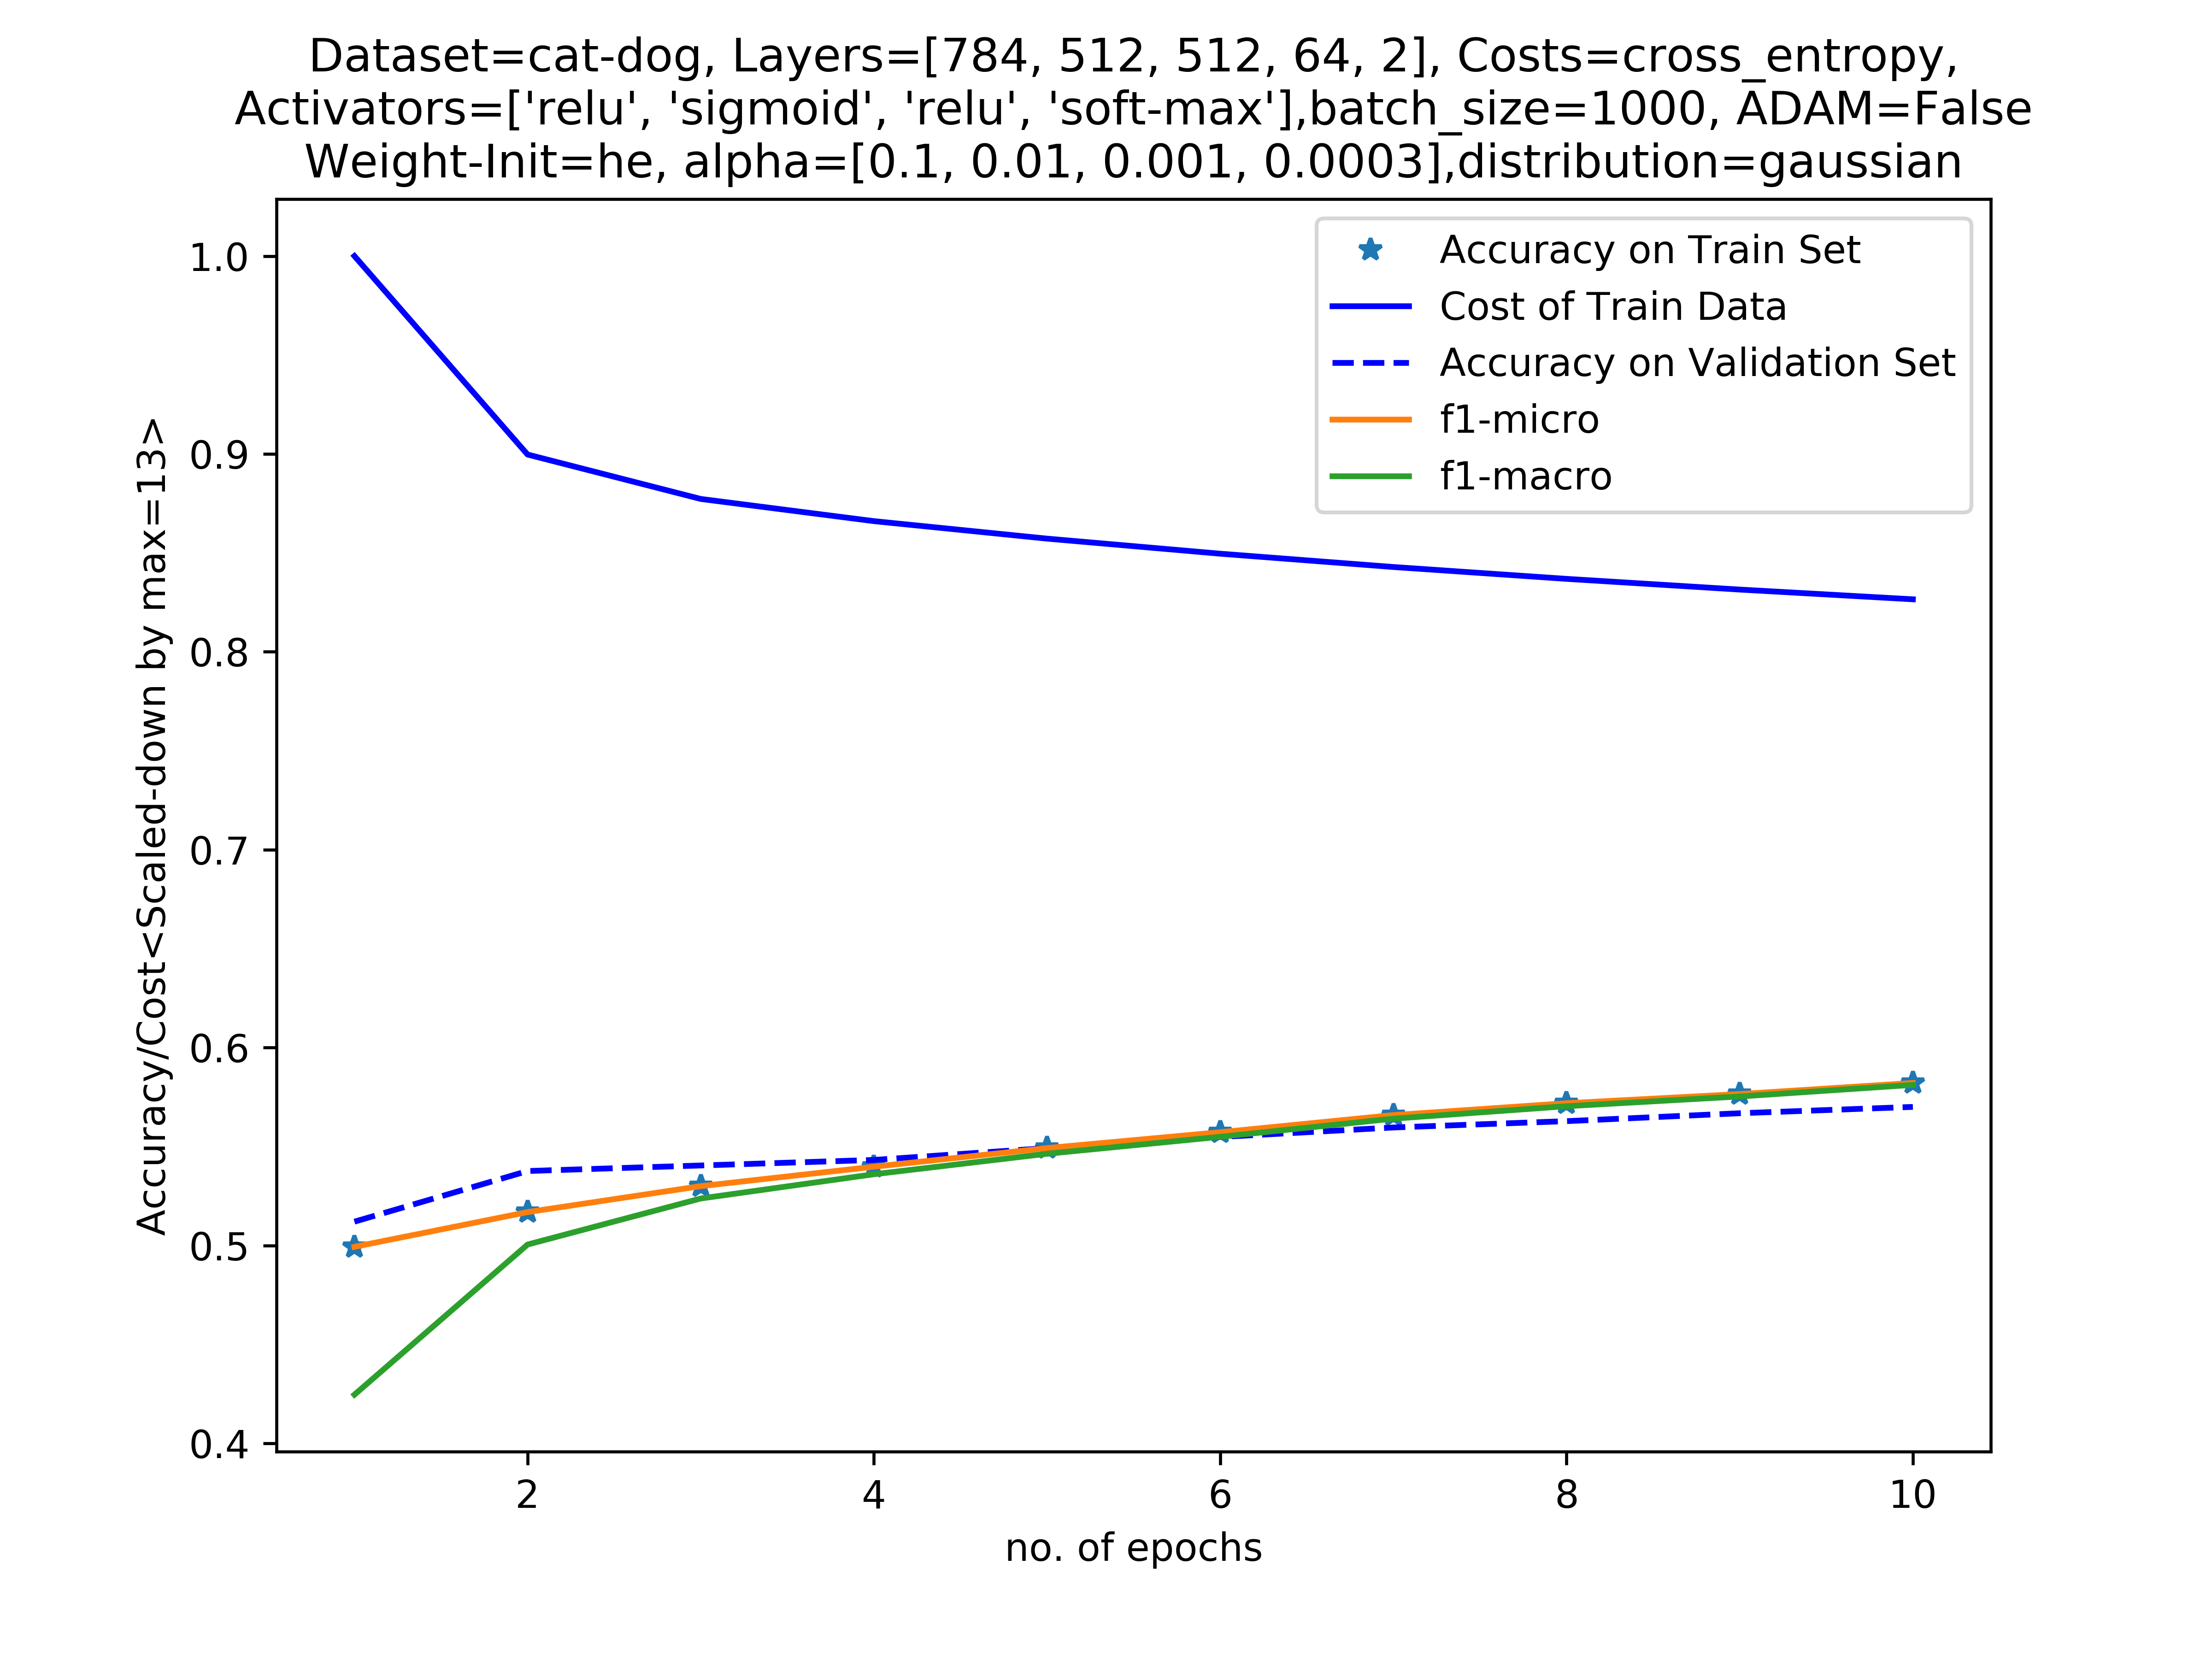 Dataset=cat-dog, Layers=[784, 512, 512, 64, 2], Costs=cross_entropy,
Activators=['relu', 'sigmoid', 'relu', 'soft-max'],batch_size=1000, ADAM=False
Weight-Init=he, alpha=[0.1, 0.01, 0.001, 0.0003],distribution=gaussian
Accuracy on Train Set
Cost of Train Data
Accuracy on Validation Set
f1-micro
f1-macro
Accuracy/Cost<Scaled-down by max=13>
1.0
0.9
0.8
0.7
0.6
0.5
0.4
2 4 6 8 10
no. of epochs